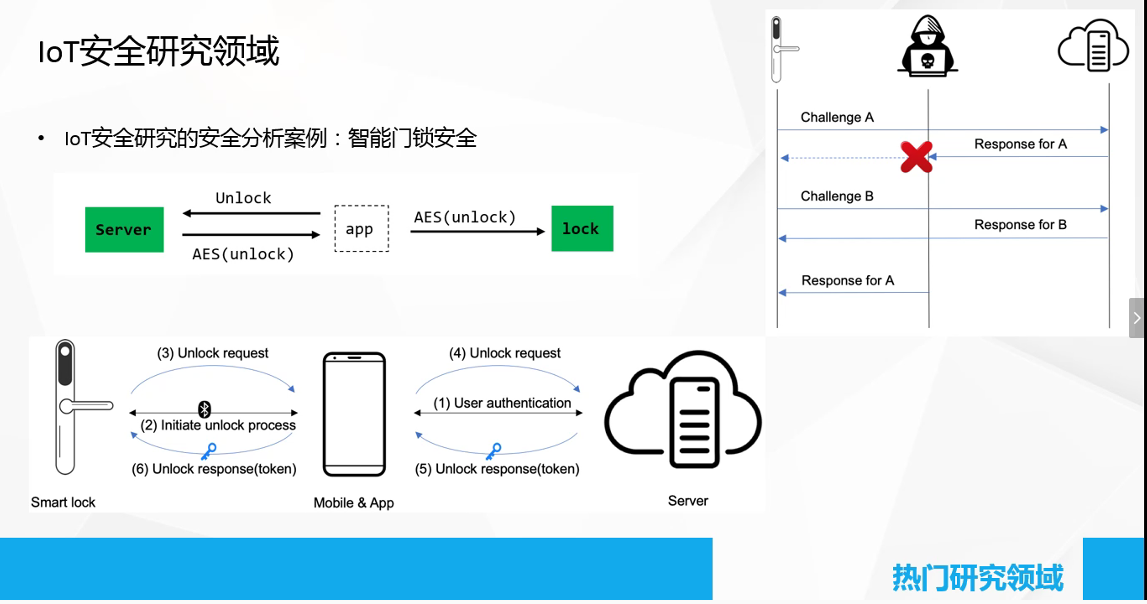 IoT安全研究领域
• IoT安全研究的安全分析案例：智能门锁安全
Server
Unlock
AES(unlock)
app
AES(unlock)
lock
(3) Unlock request
(2) Initiate unlock process
(6) Unlock response(token)
(4) Unlock request
(1) User authentication
(5) Unlock response(token)
Smart lock
Mobile & App
Server
Challenge A
Response for A
Challenge B
Response for B
Response for A
热门研究领域